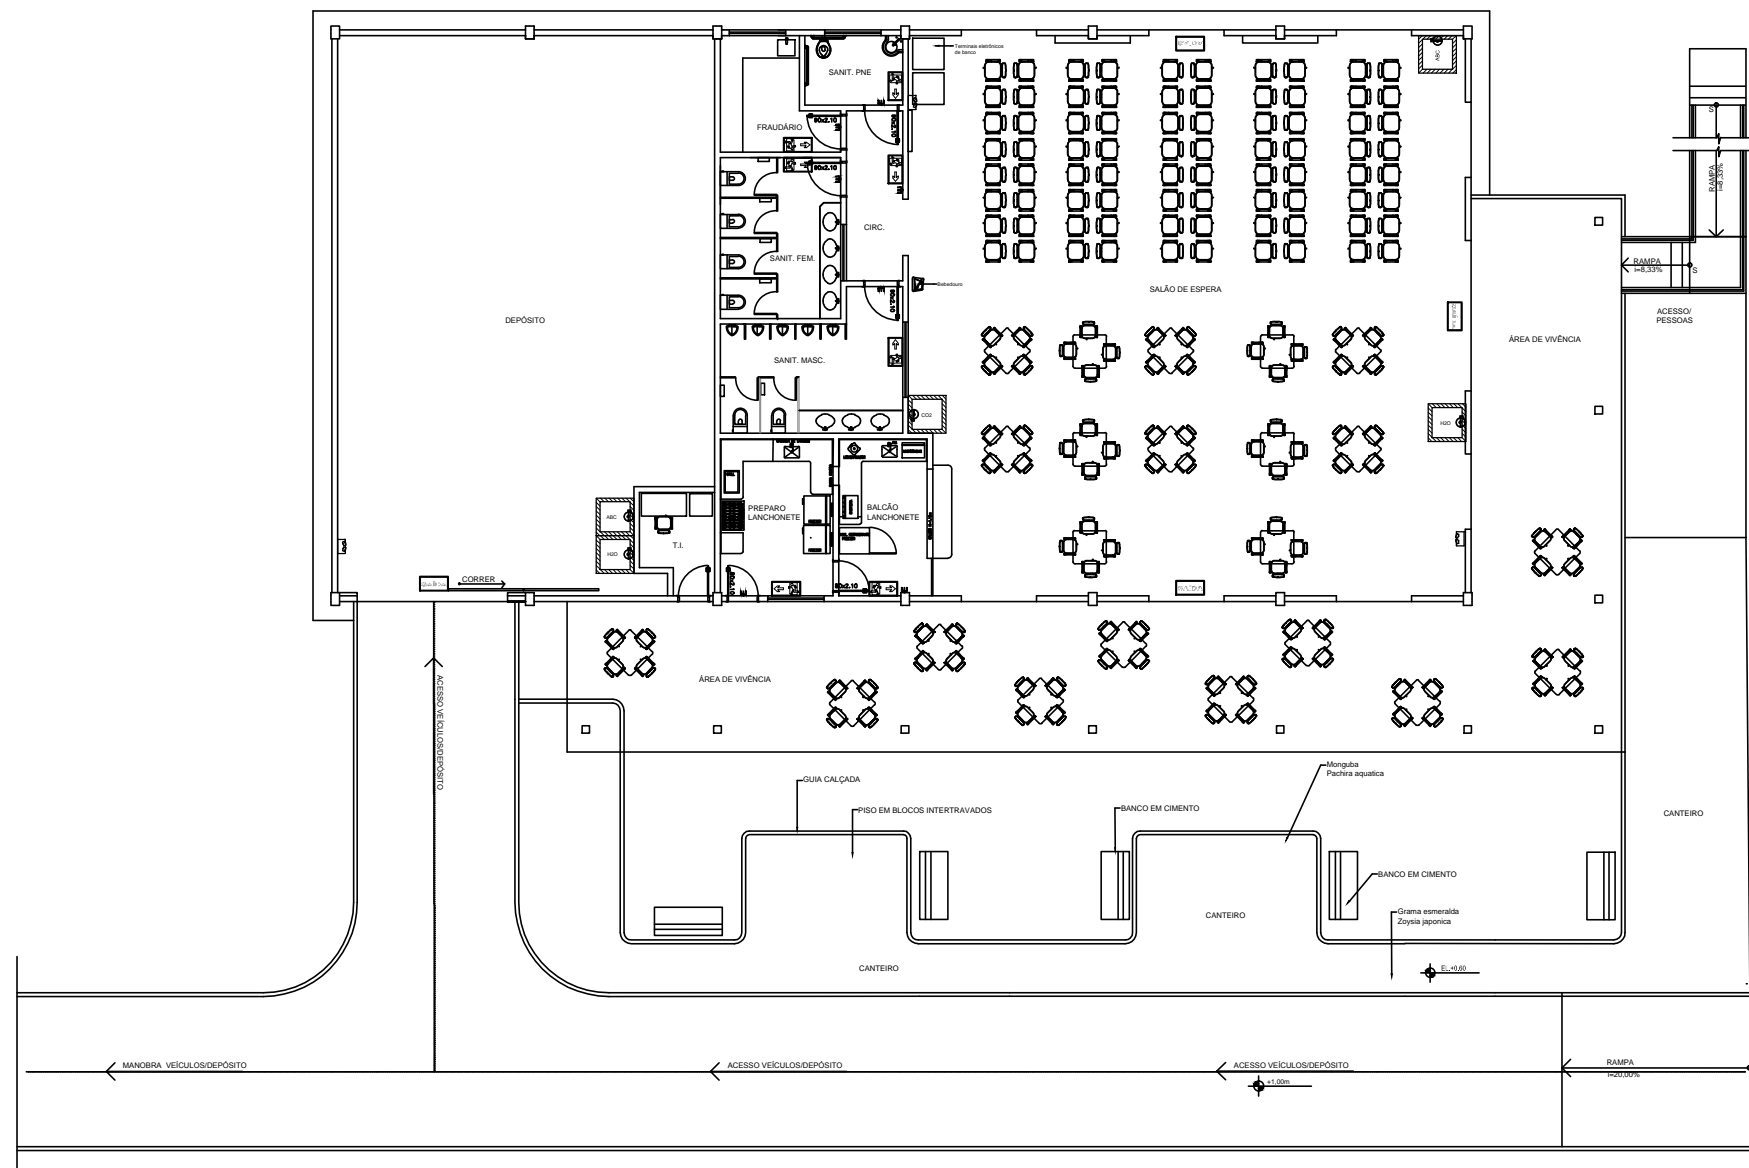 Terminais eletrônicos
de banco
ABC
SANIT. PNE
FRAUDÁRIO
80x2.10
80x2.10
80x2.10
CIRC.
SANIT. FEM.
Bebedouro
80x2.10
SALÃO DE ESPERA
DEPÓSITO
SANIT. MASC.
CO2
H2O
S
RAMPA
i=8,33%
RAMPA
i=8,33%
S
ACESSO/
PESSOAS
ÁREA DE VIVÊNCIA
PREPARO
LANCHONETE
BALCÃO
LANCHONETE
ABC
H2O
T.I.
CORRER
80x2.10
80x2.10
ÁREA DE VIVÊNCIA
ACESSO VEÍCULOS/DEPÓSITO
GUIA CALÇADA
PISO EM BLOCOS INTERTRAVADOS
BANCO EM CIMENTO
Monguba
Pachira aquatica
CANTEIRO
BANCO EM CIMENTO
CANTEIRO
Grama esmeralda
Zoysia japonica
CANTEIRO
EL.+0,60
MANOBRA VEÍCULOS/DEPÓSITO
ACESSO VEÍCULOS/DEPÓSITO
ACESSO VEÍCULOS/DEPÓSITO
+1,00m
RAMPA
i=20,00%